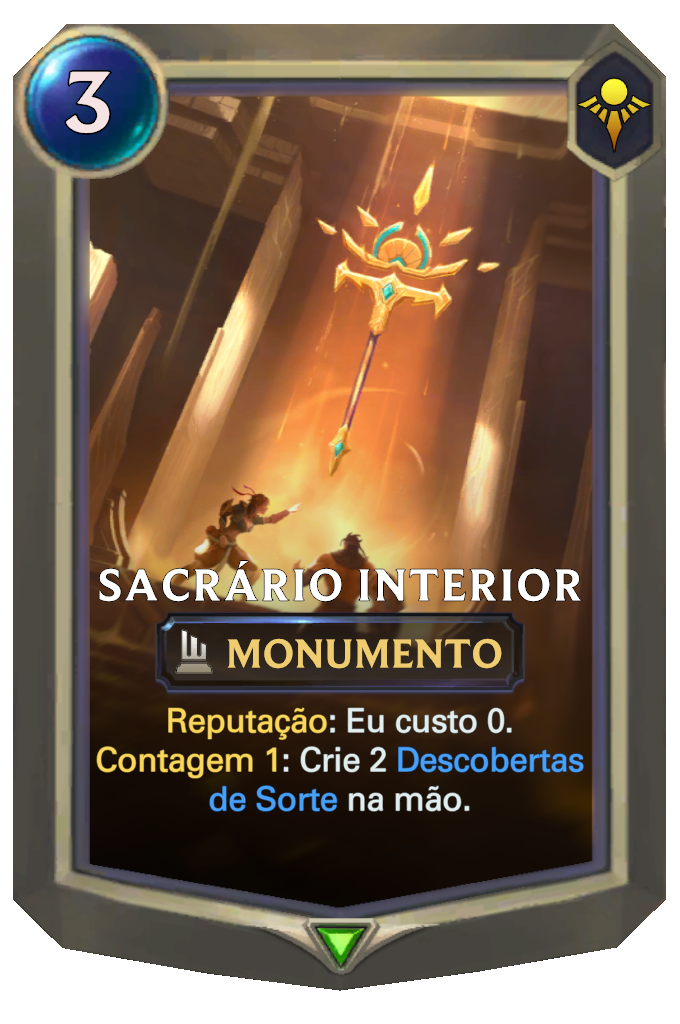 3
SACRÁRIO INTERIOR
MONUMENTO
Reputação: Eu custo 0.
Contagem 1: Crie 2 Descobertas
de Sorte na mão.